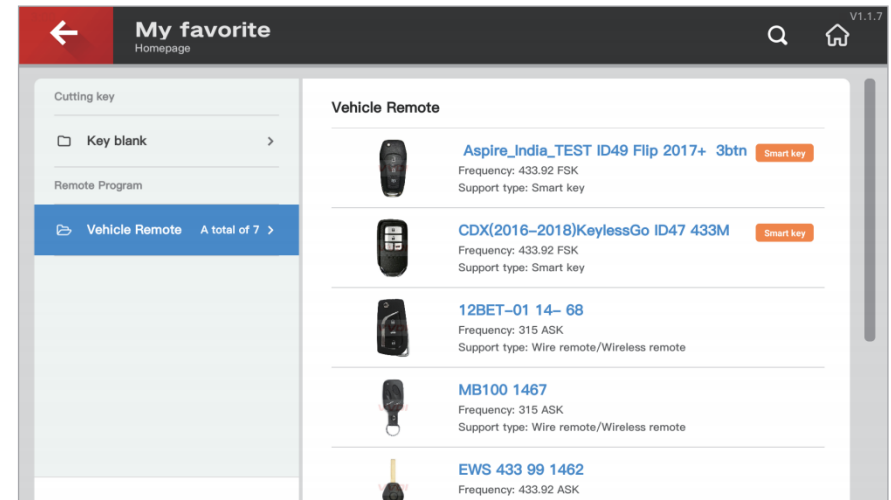 My favorite
Homepage
V1.1.7
Cutting key
Key blank
Remote Program
Vehicle Remote A total of 7
Vehicle Remote
Aspire_India_TEST ID49 Flip 2017+ 3btn Smart key
Frequency: 433.92 FSK
Support type: Smart key
CDX(2016-2018)KeylessGo ID47 433M Smart key
Frequency: 433.92 FSK
Support type: Smart key
12BET-01 14- 68
Frequency: 315 ASK
Support type: Wire remote/Wireless remote
MB100 1467
Frequency: 315 ASK
Support type: Wire remote/Wireless remote
EWS 433 99 1462
Frequency: 433.92 ASK